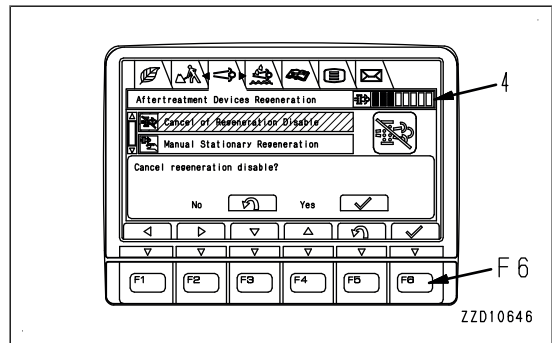 Aftertreatment Devices Regeneration
4
Cancel of Regeneration Disable
Manual Stationary Regeneration
Cancel regeneration disable?
No Yes
F1 F2 F3 F4 F5 F6
F6
ZZD10646